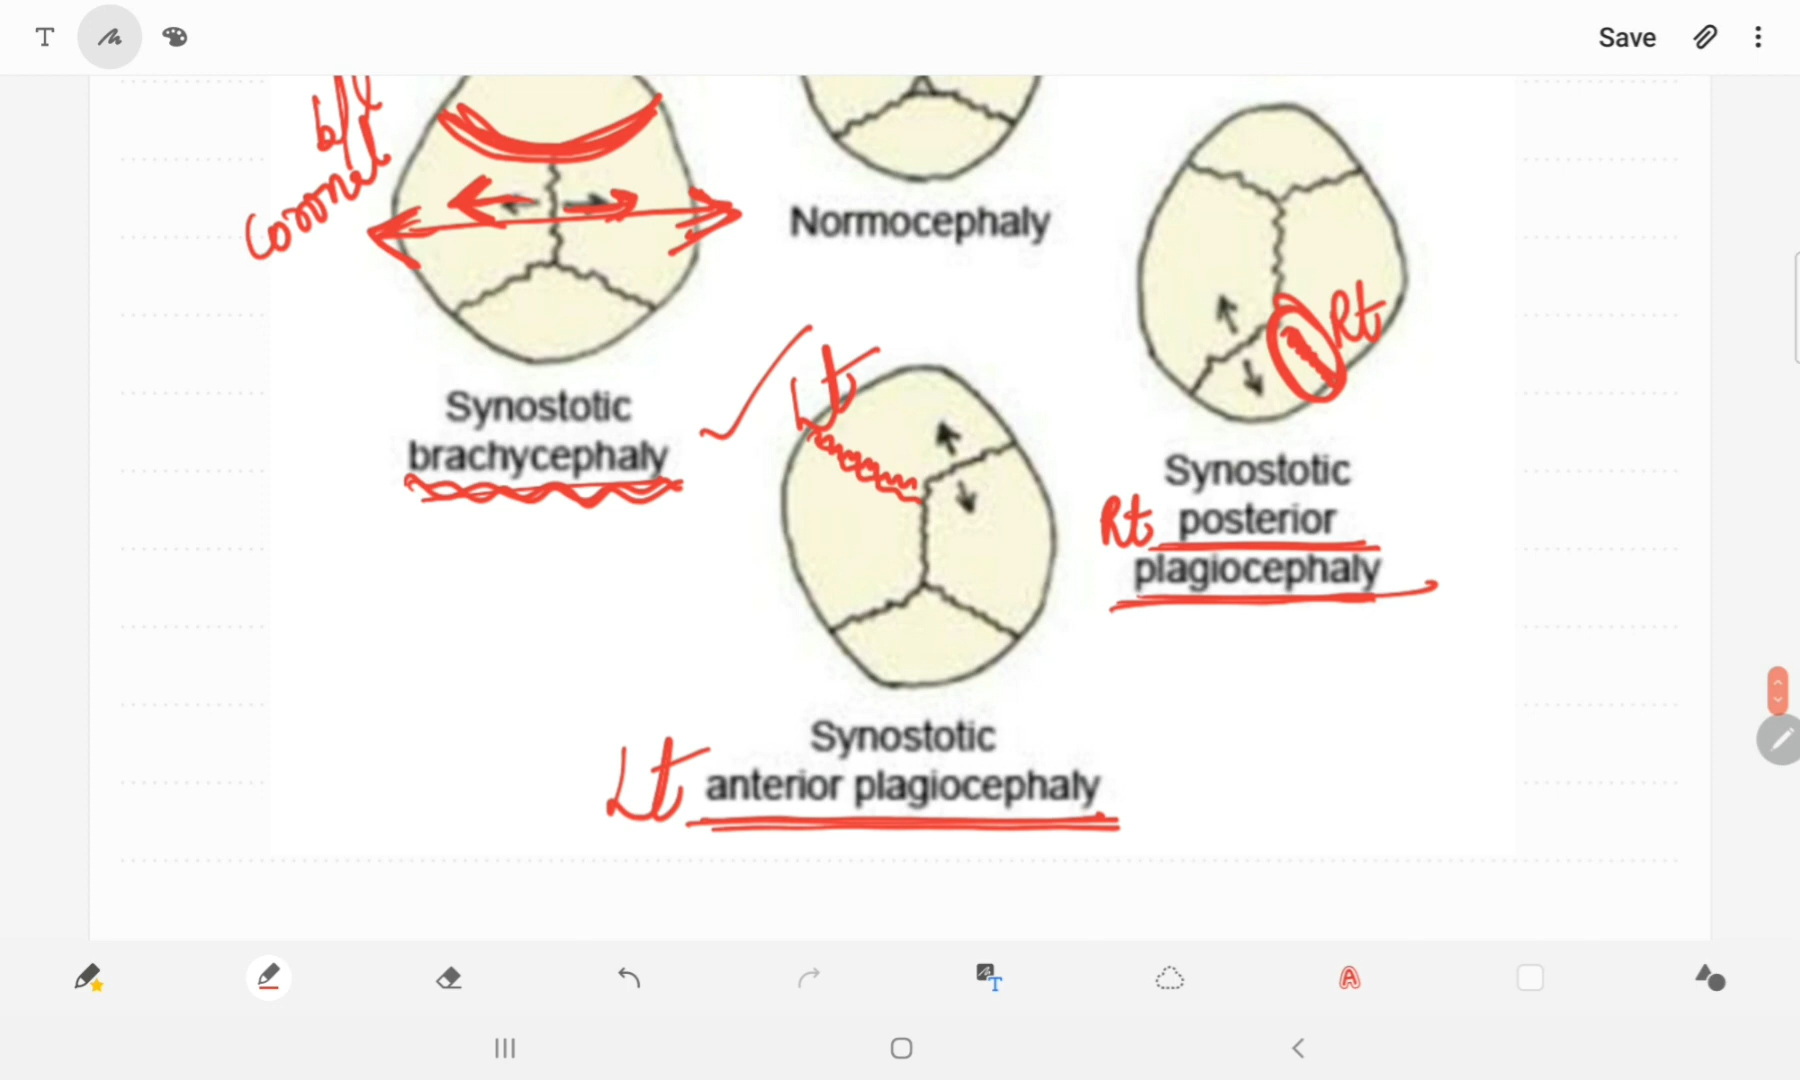 T
Save
b/l
coronal
Normocephaly
Rt
Lt
Synostotic
brachycephaly
Synostotic
Rt posterior
plagiocephaly
Synostotic
Lt anterior plagiocephaly
T
A